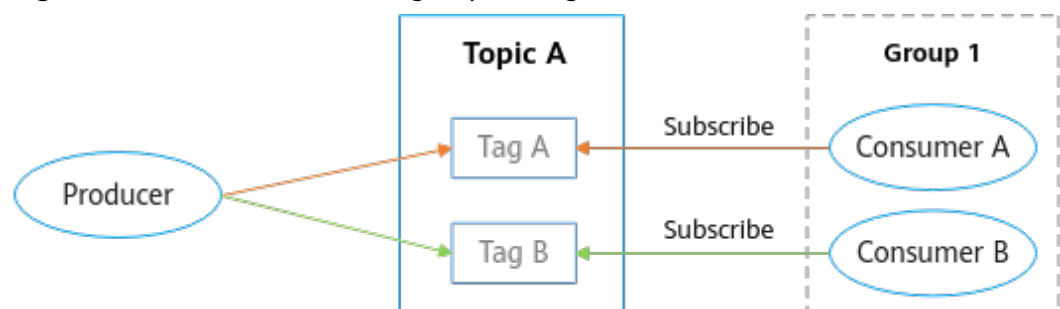 Topic A
Group 1
Subscribe
Tag A
Consumer A
Producer
Subscribe
Tag B
Consumer B